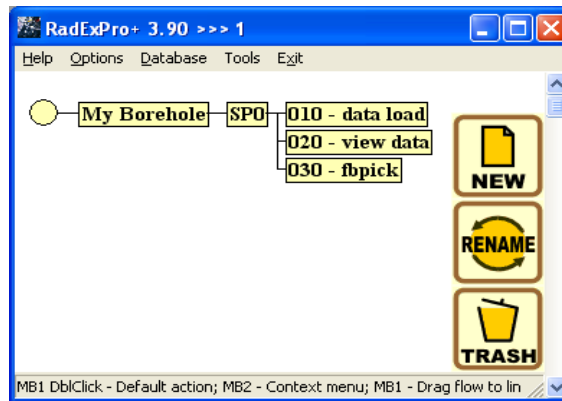 RadExPro+ 3.90 >>> 1
Help Options Database Tools Exit
My Borehole SP0 010 - data load
020 - view data
030 - fbpick
NEW
RENAME
TRASH
MB1 DblClick - Default action; MB2 - Context menu; MB1 - Drag flow to lin